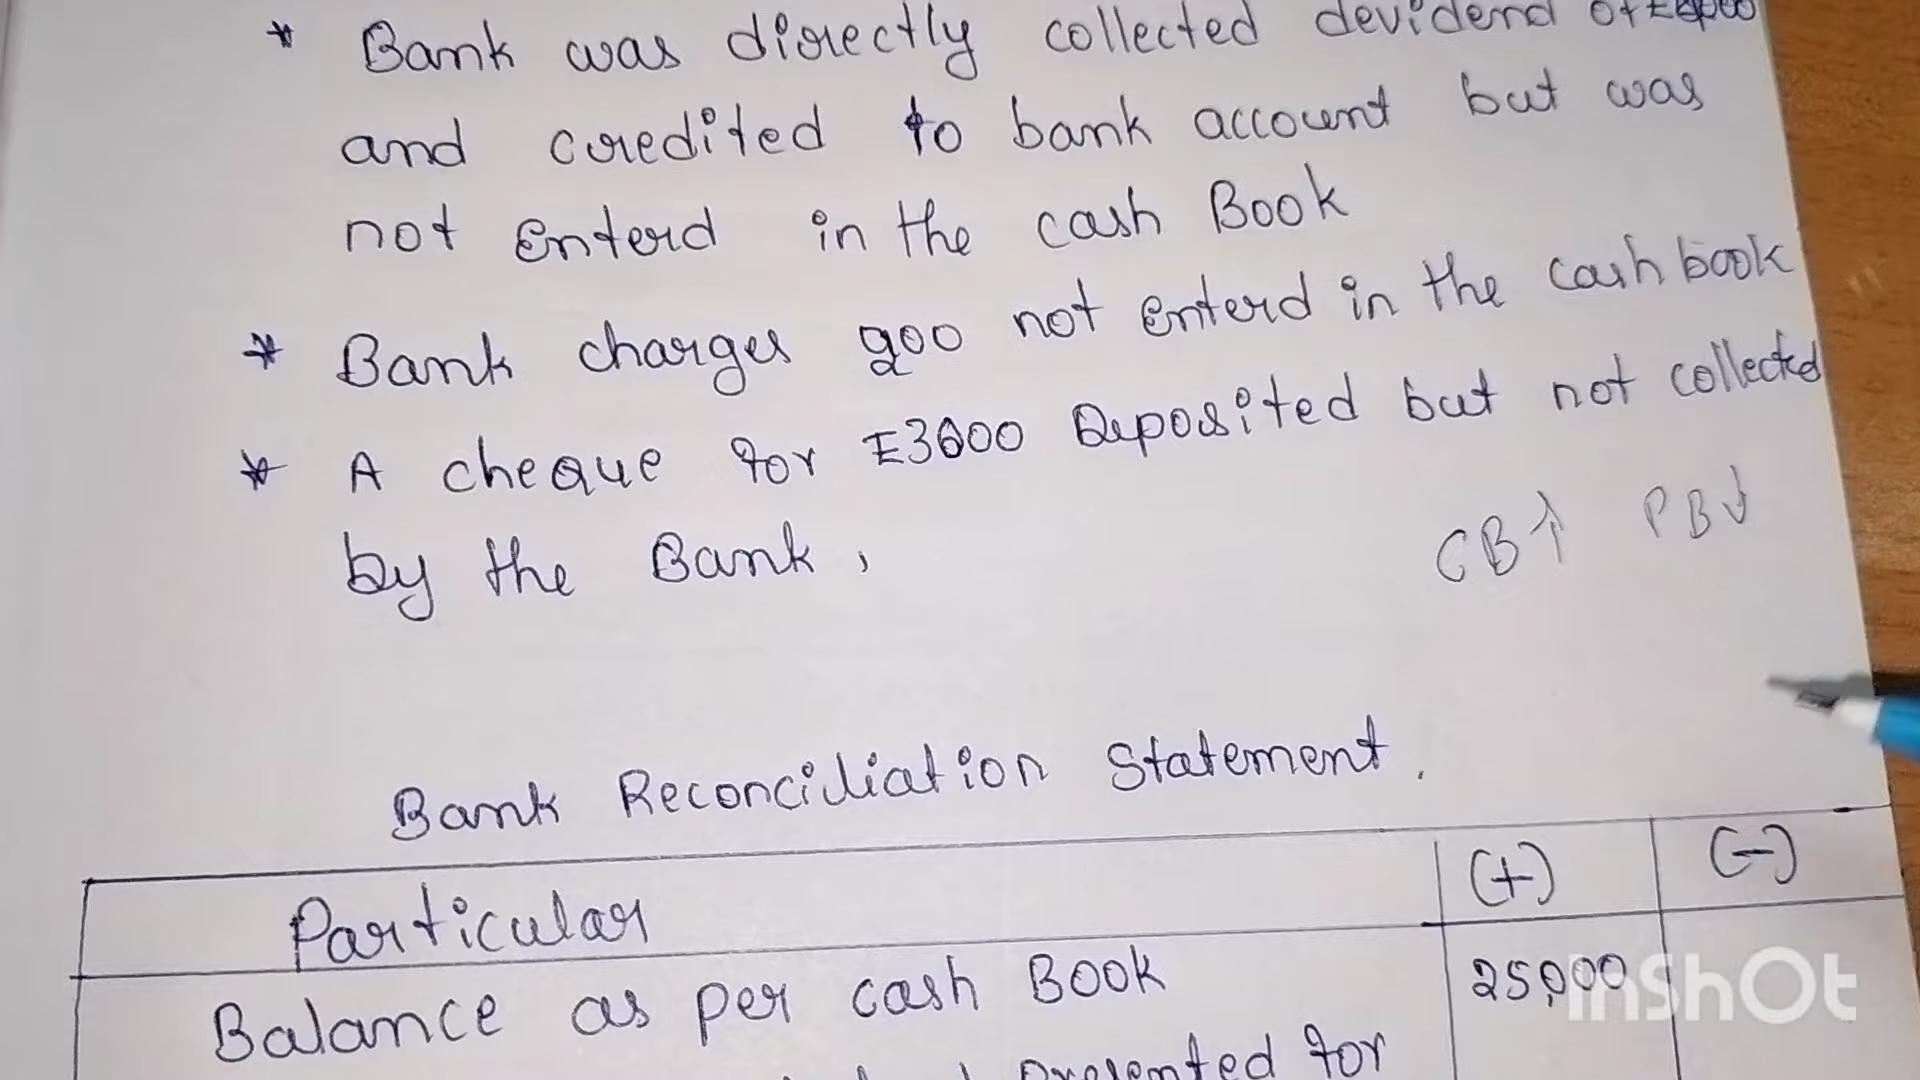 * Bank was directly collected devidend of
and credited to bank account but was
not Enterd in the cash Book
* Bank charges 900 not Enterd in the cash book
* A cheque for ₹3600 Deposited but not collected
by the Bank,
CB↑ PB↓
Bank Reconciliation Statement.
Particular (+) (-)
Balance as per cash Book 25,000
presented for
InShOt